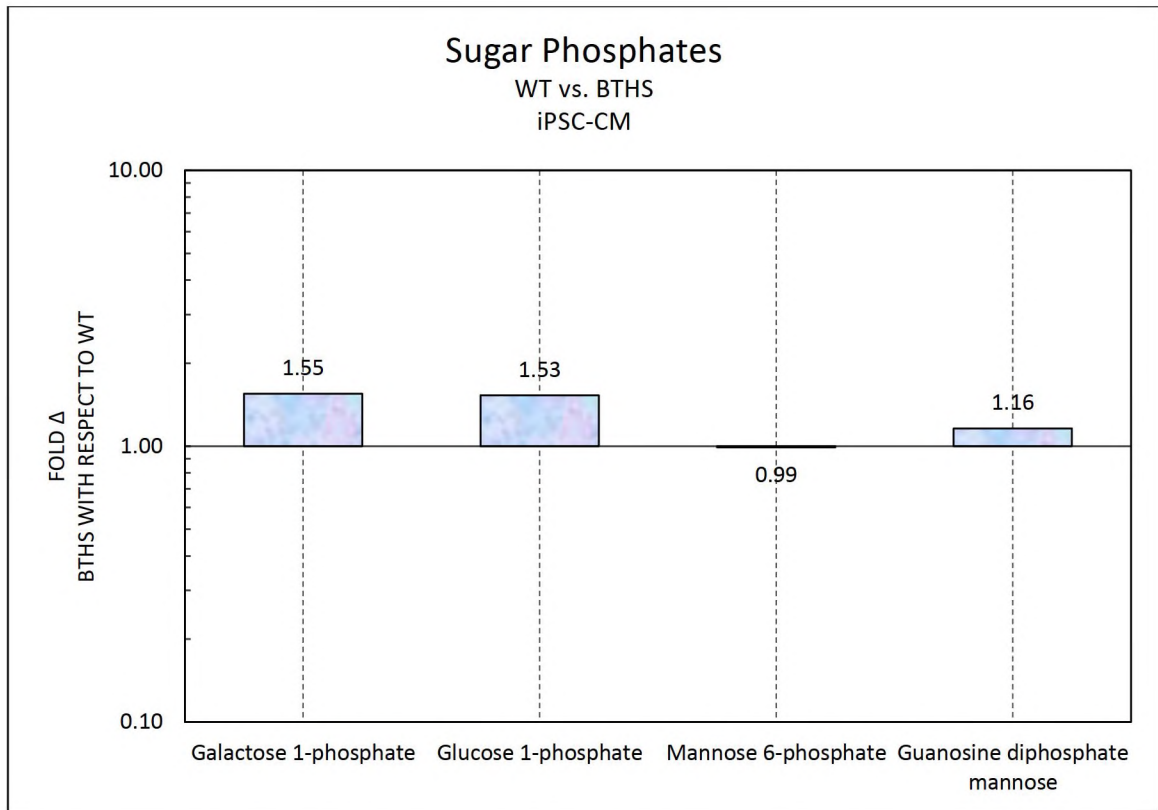 Sugar Phosphates
WT vs. BTHS
iPSC-CM
FOLD Δ
BTHS WITH RESPECT TO WT
10.00
1.00
0.10
1.55
1.53
0.99
1.16
Galactose 1-phosphate
Glucose 1-phosphate
Mannose 6-phosphate
Guanosine diphosphate
mannose